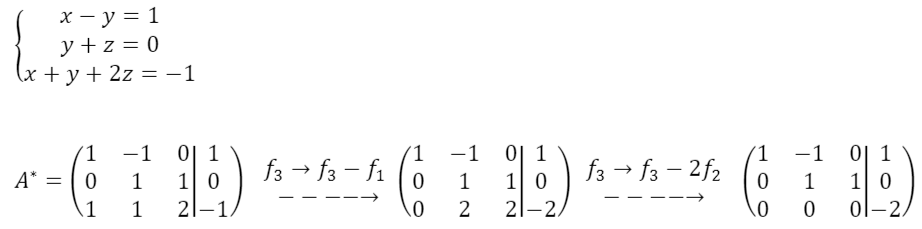 x − y = 1
y + z = 0
x + y + 2z = −1
A* = (1 −1 0 | 1) f₃ → f₃ − f₁ (1 −1 0 | 1) f₃ → f₃ − 2f₂ (1 −1 0 | 1)
(0 1 1 | 0) − − − −→ (0 1 1 | 0) − − − −→ (0 1 1 | 0)
(1 1 2 | −1) (0 2 2 | −2) (0 0 0 | −2)